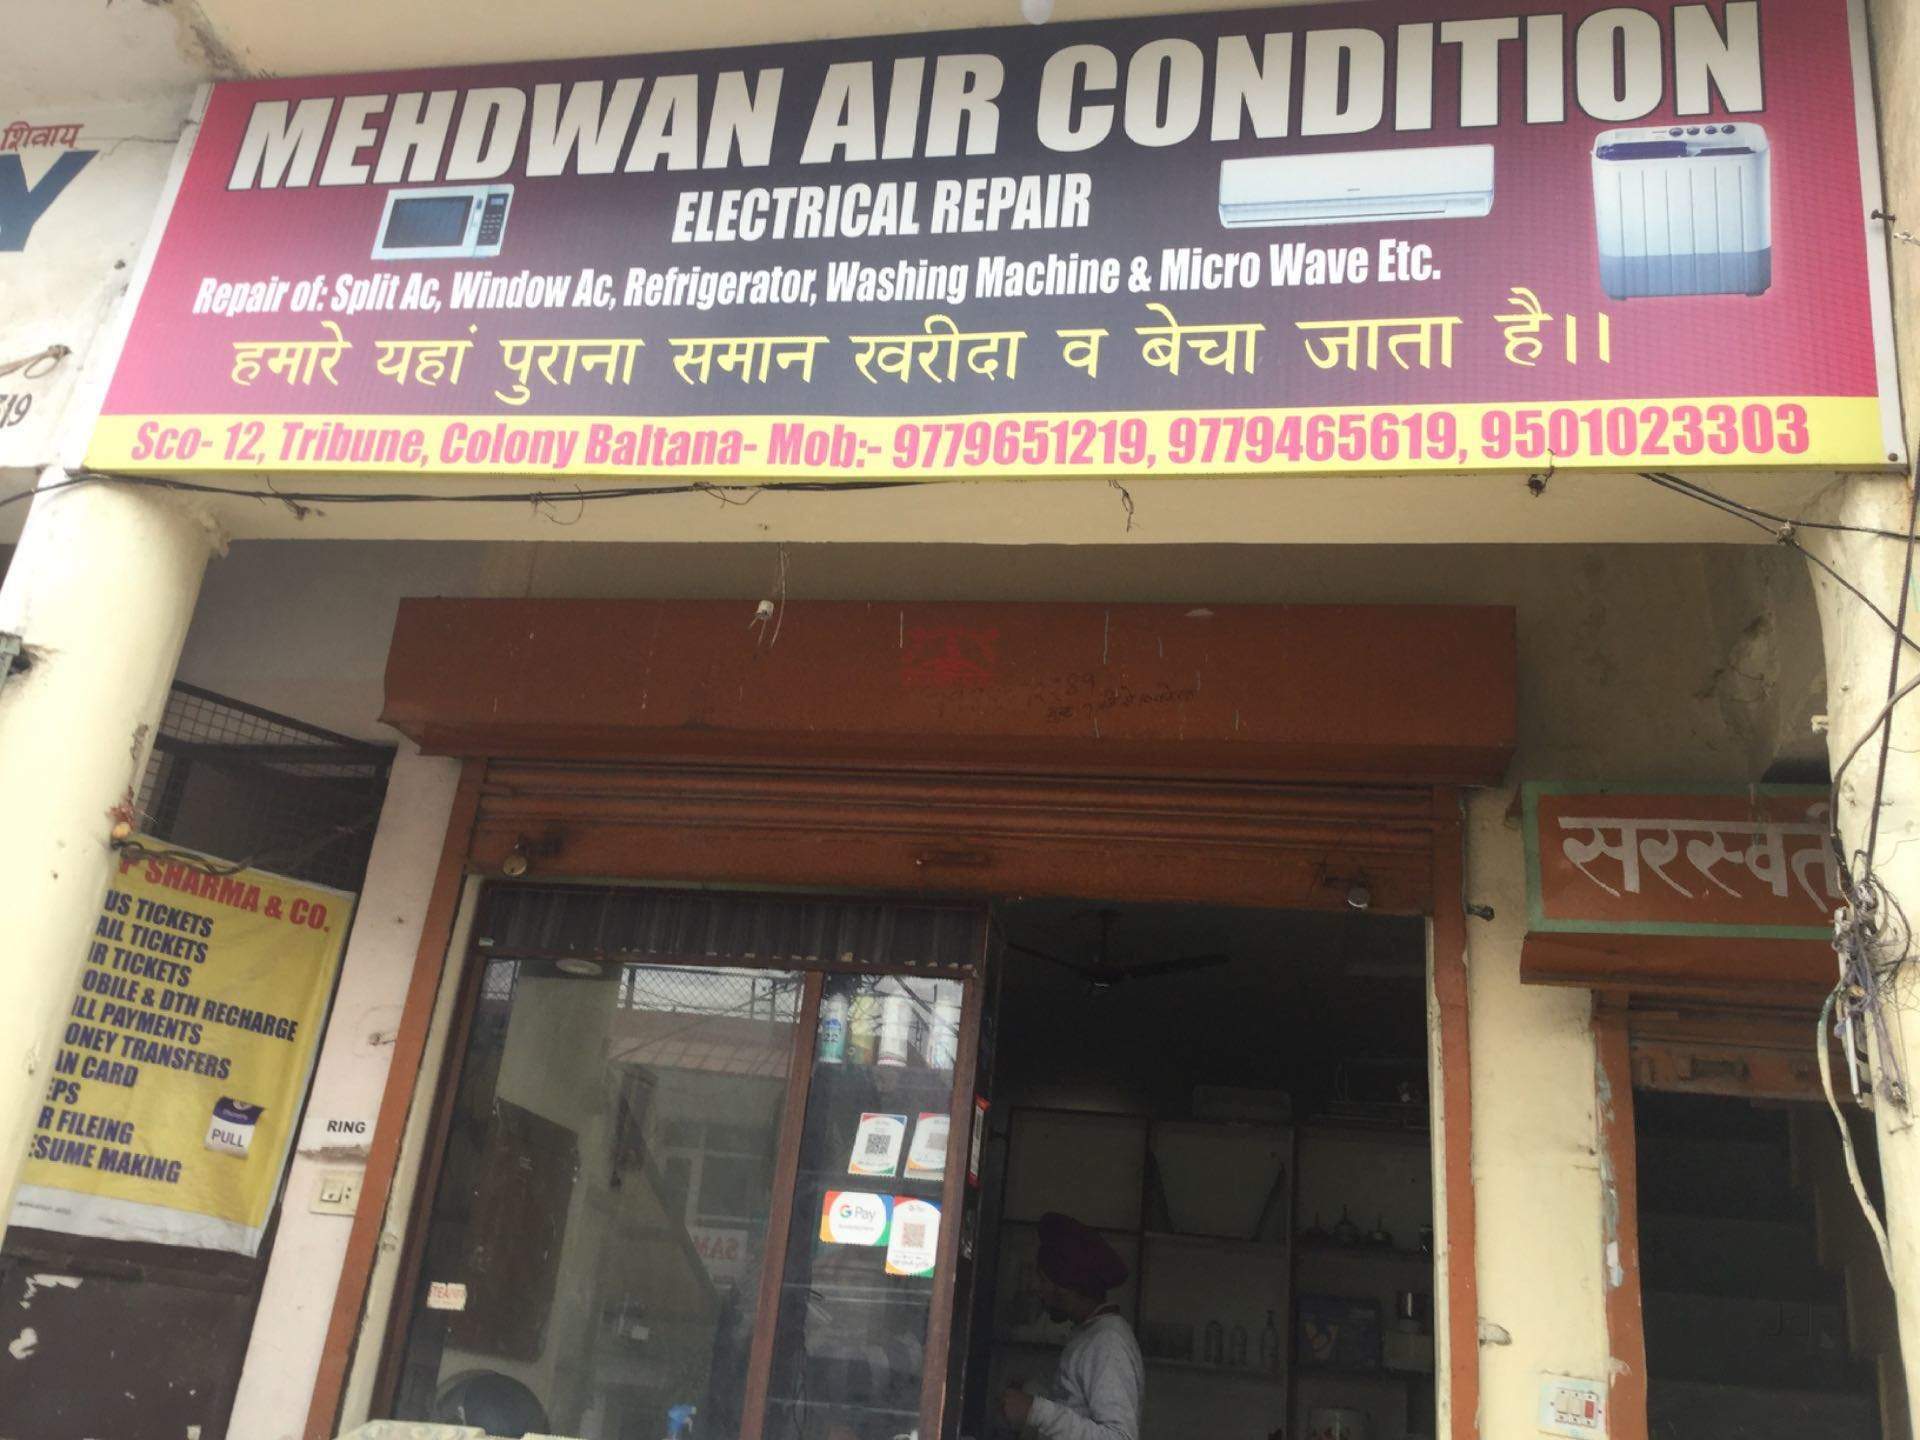 MEHDWAN AIR CONDITION
ELECTRICAL REPAIR
Repair of: Split Ac, Window Ac, Refrigerator, Washing Machine & Micro Wave Etc.
हमारे यहां पुराना समान खरीदा व बेचा जाता है।।
Sco- 12, Tribune, Colony Baltana- Mob:- 9779651219, 9779465619, 9501023303
शिवाय
Y
519
P SHARMA & CO.
US TICKETS
AIL TICKETS
IR TICKETS
OBILE & DTN RECHARGE
ILL PAYMENTS
ONEY TRANSFERS
AN CARD
EPS
R FILEING
ESUME MAKING
PULL
RING
सरस्वत
G Pay